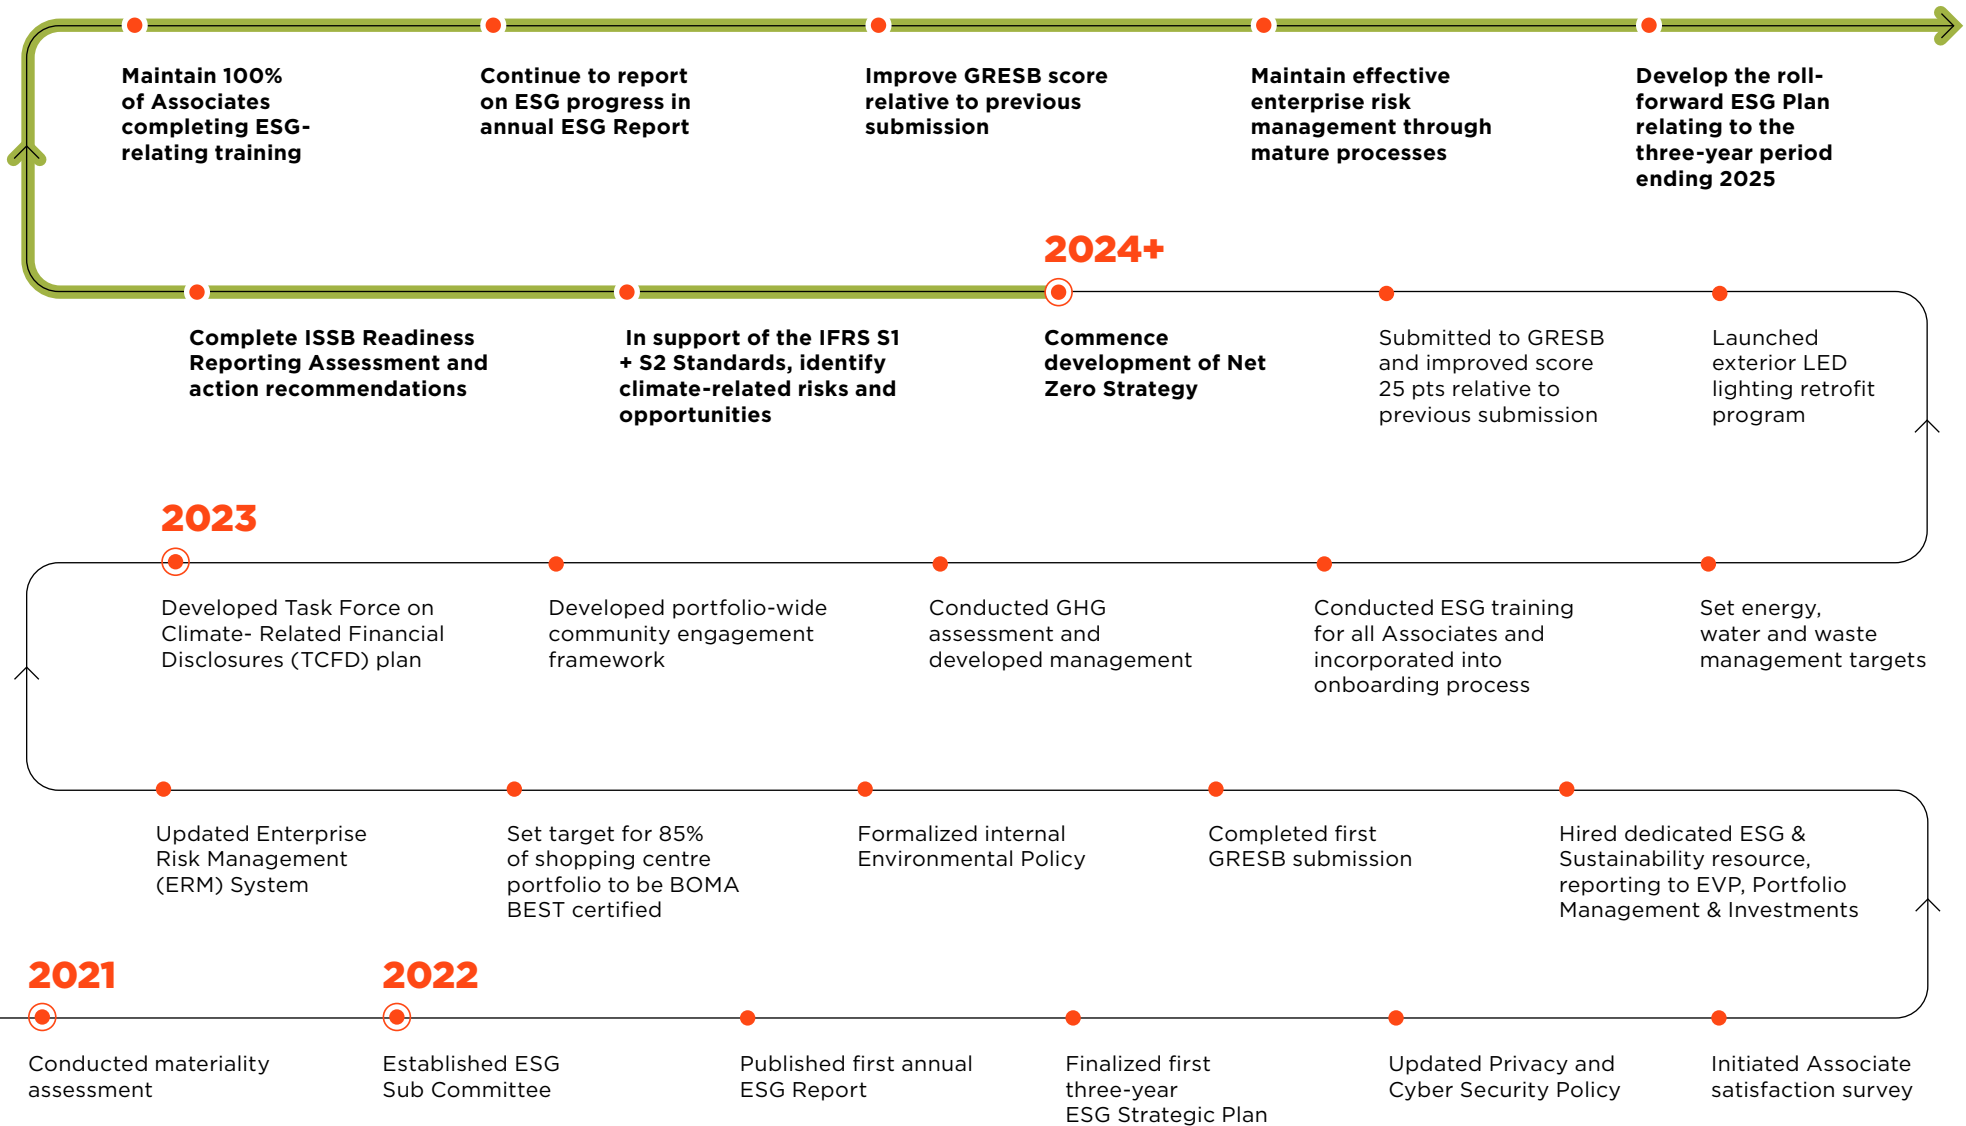 Maintain 100%
of Associates
completing ESG-
relating training
Continue to report
on ESG progress in
annual ESG Report
Improve GRESB score
relative to previous
submission
Maintain effective
enterprise risk
management through
mature processes
Develop the roll-
forward ESG Plan
relating to the
three-year period
ending 2025
Complete ISSB Readiness
Reporting Assessment and
action recommendations
In support of the IFRS S1
+ S2 Standards, identify
climate-related risks and
opportunities
2024+
Commence
development of Net
Zero Strategy
Submitted to GRESB
and improved score
25 pts relative to
previous submission
Launched
exterior LED
lighting retrofit
program
2023
Developed Task Force on
Climate- Related Financial
Disclosures (TCFD) plan
Developed portfolio-wide
community engagement
framework
Conducted GHG
assessment and
developed management
Conducted ESG training
for all Associates and
incorporated into
onboarding process
Set energy,
water and waste
management targets
Updated Enterprise
Risk Management
(ERM) System
Set target for 85%
of shopping centre
portfolio to be BOMA
BEST certified
Formalized internal
Environmental Policy
Completed first
GRESB submission
Hired dedicated ESG &
Sustainability resource,
reporting to EVP, Portfolio
Management & Investments
2021
Conducted materiality
assessment
2022
Established ESG
Sub Committee
Published first annual
ESG Report
Finalized first
three-year
ESG Strategic Plan
Updated Privacy and
Cyber Security Policy
Initiated Associate
satisfaction survey